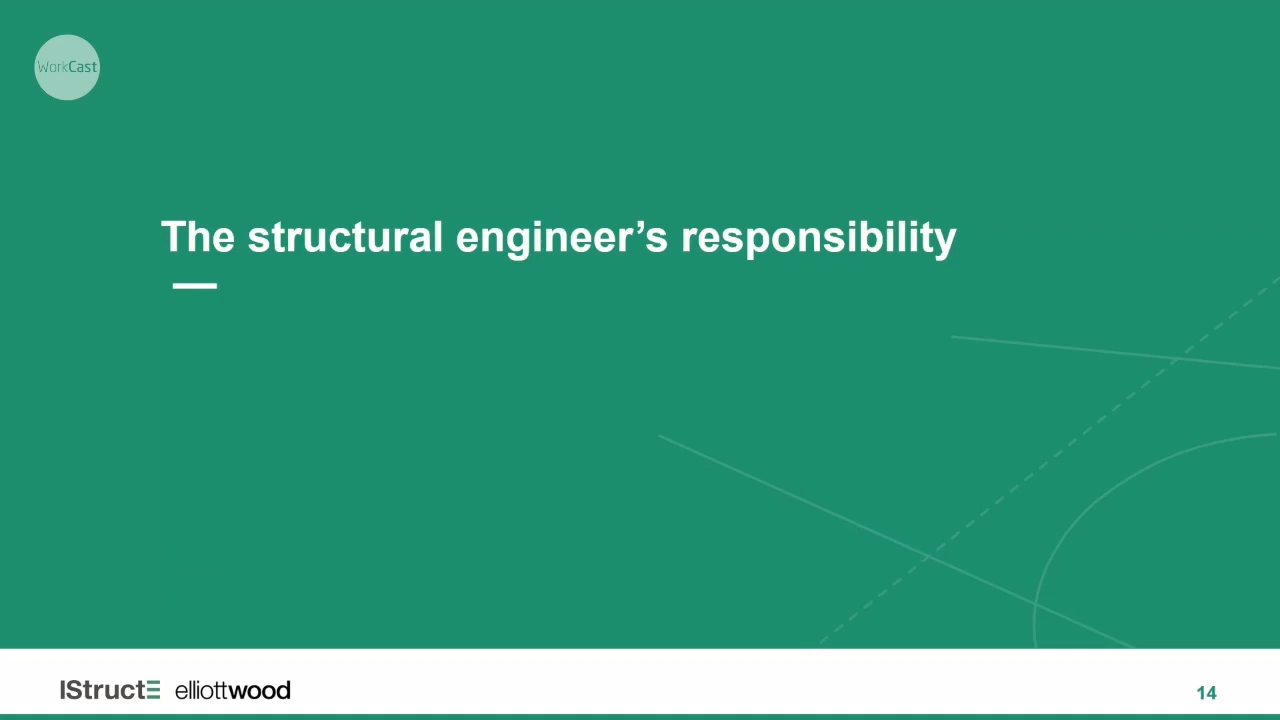 WorkCast
The structural engineer’s responsibility
IStructE elliottwood
14